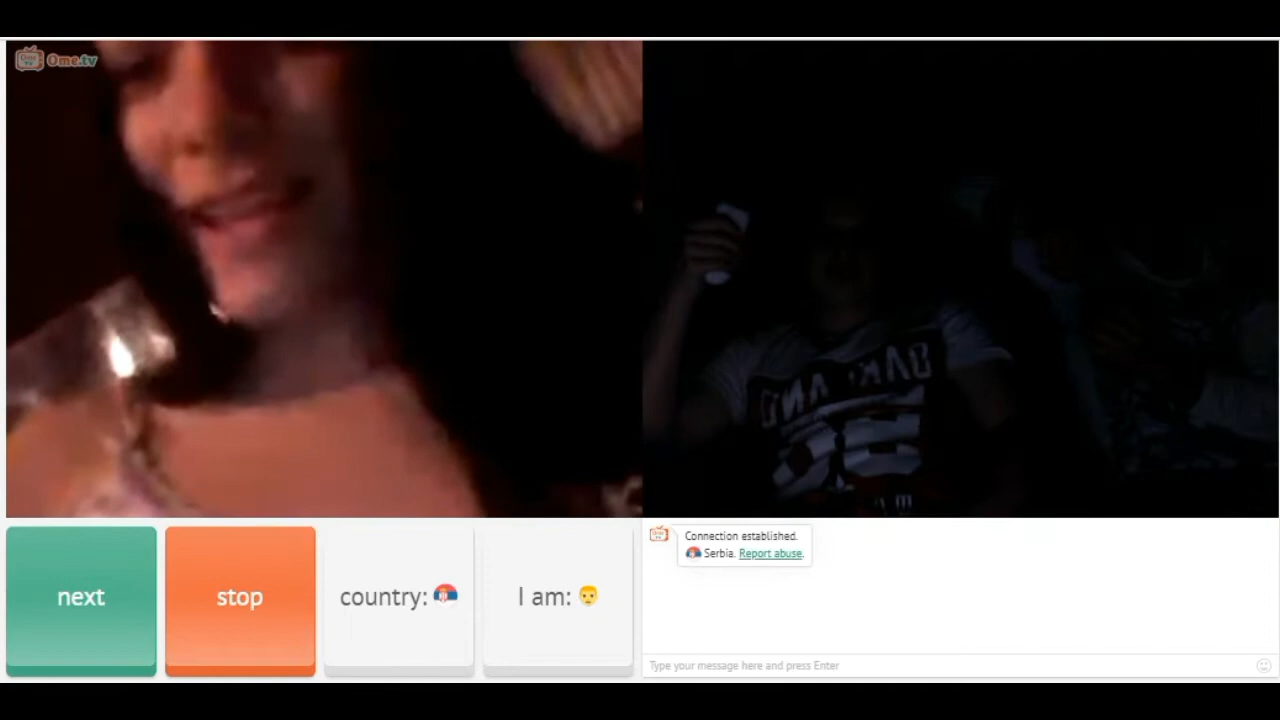 Ome.tv
Connection established.
Serbia. Report abuse.
next
stop
country:
I am:
Type your message here and press Enter